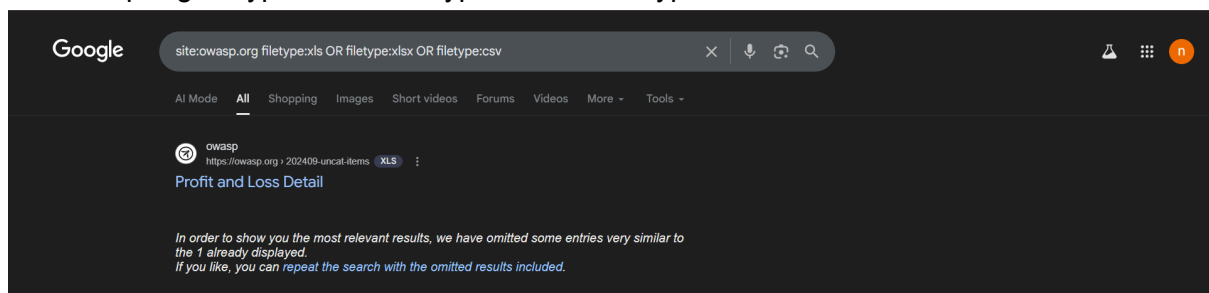 Google
site:owasp.org filetype:xls OR filetype:xlsx OR filetype:csv
n
AI Mode All Shopping Images Short videos Forums Videos More Tools
owasp
https://owasp.org › 202409-uncat-items XLS
Profit and Loss Detail
In order to show you the most relevant results, we have omitted some entries very similar to
the 1 already displayed.
If you like, you can repeat the search with the omitted results included.